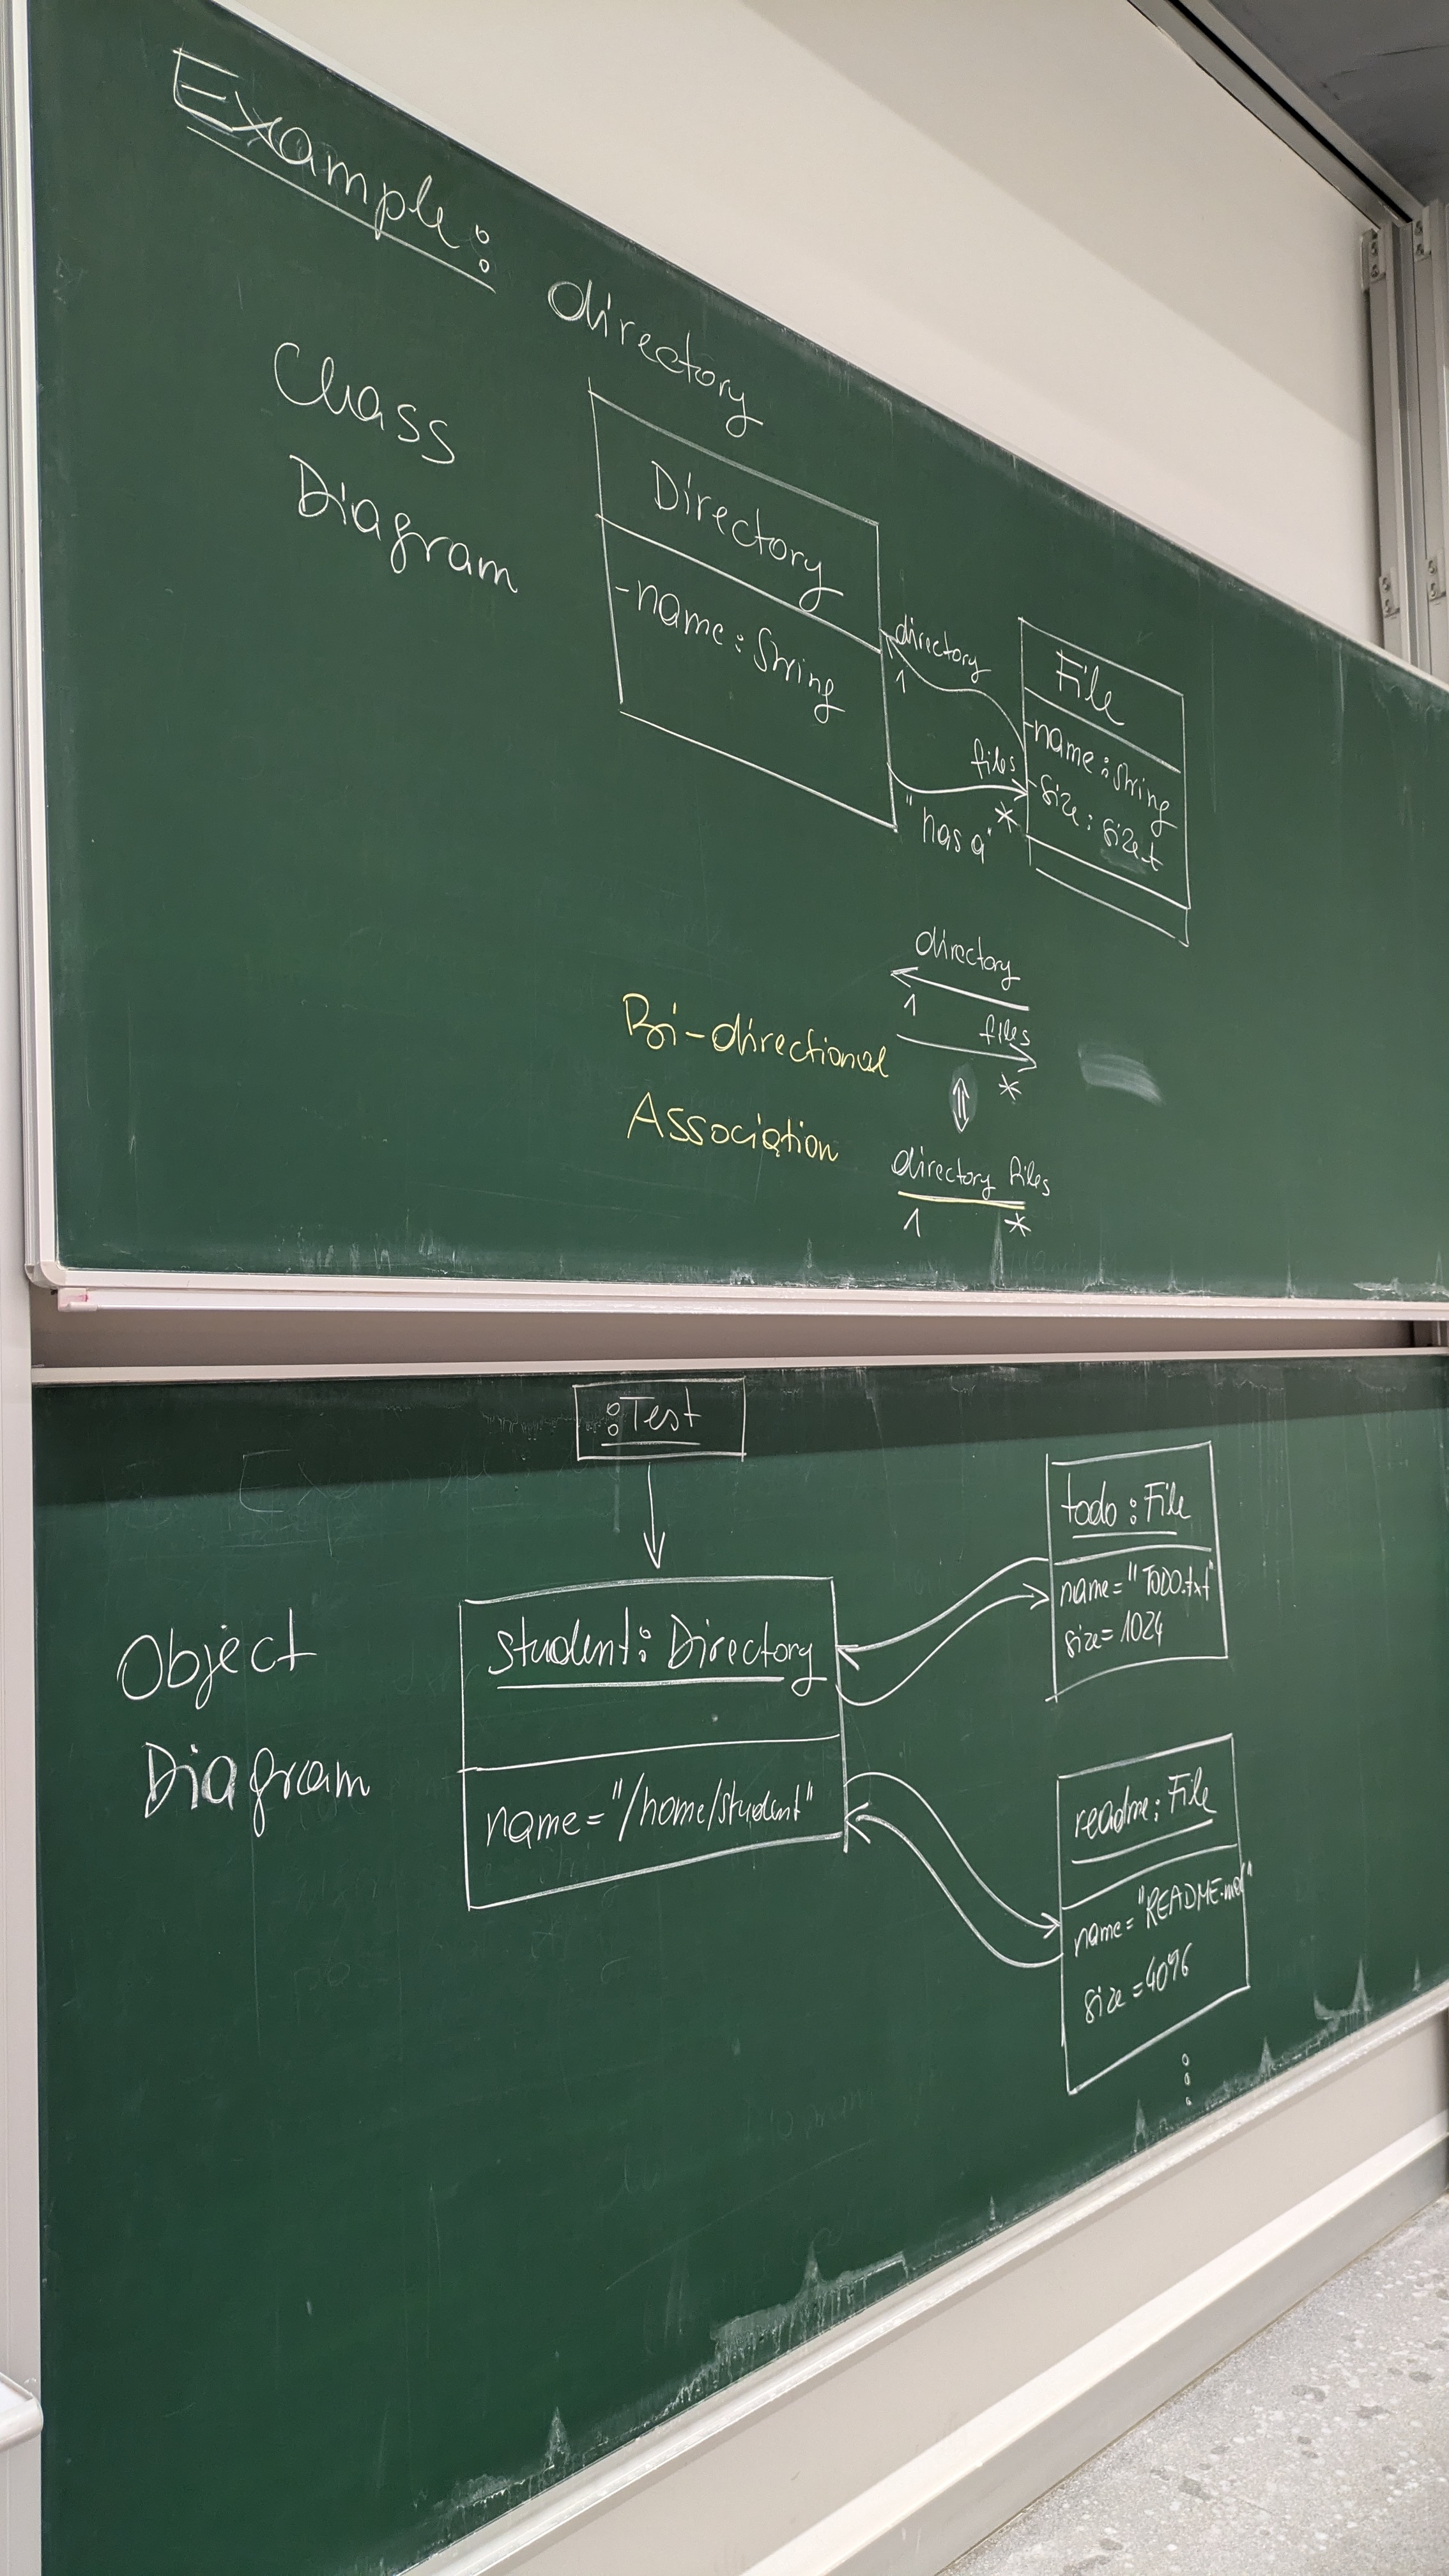 Example: directory
Class
Diagram
Directory
-name: String
directory
1
files
*
"has a"
File
-name: String
-size: size_t
directory
1
files
*
Bi-directional
Association
directory files
1 *
:Test
Object
Diagram
student: Directory
name="/home/student"
todo: File
name="TODO.txt"
size=1024
readme: File
name="README.md"
size=4096